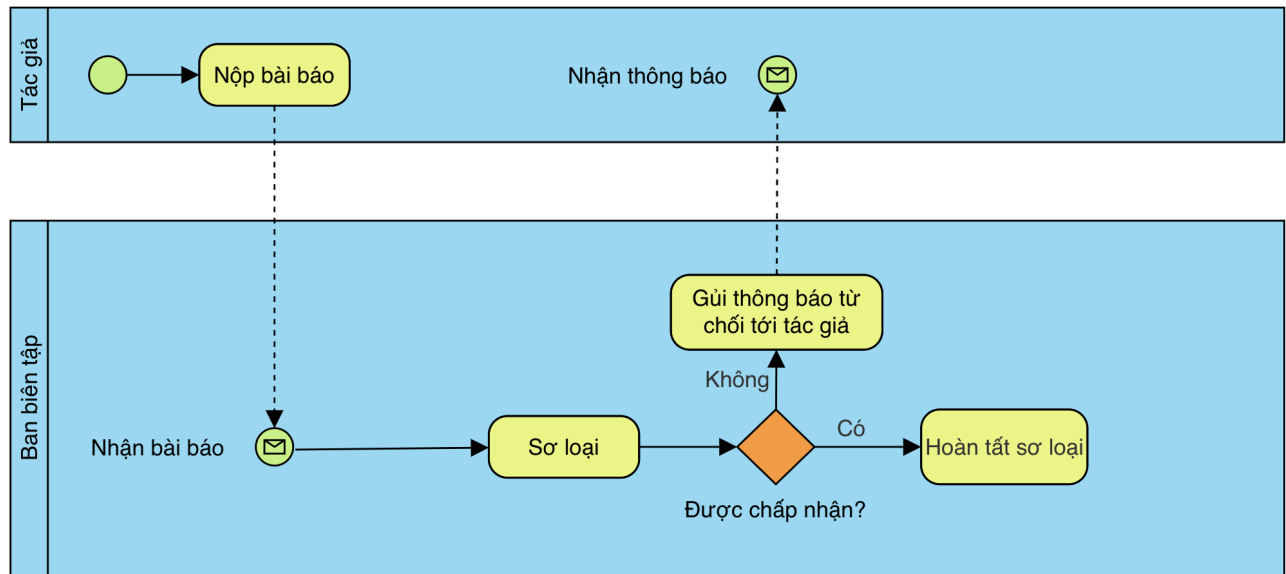 Tác giả
Nộp bài báo
Nhận thông báo
Ban biên tập
Gủi thông báo từ
chối tới tác giả
Không
Nhận bài báo
Sơ loại
Có
Hoàn tất sơ loại
Được chấp nhận?